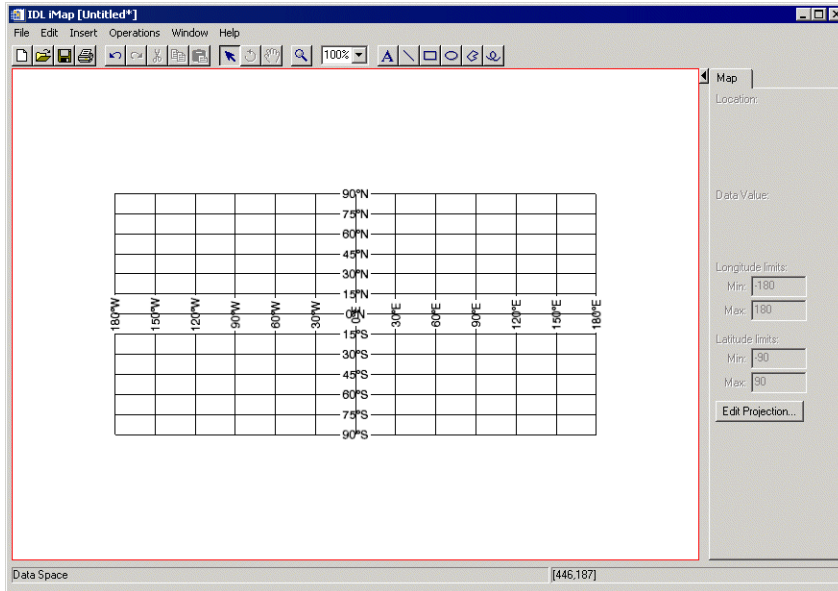 IDL iMap [Untitled*]
File Edit Insert Operations Window Help
100%
A
Map
Location:
Data Value:
Longitude limits:
Min: -180
Max: 180
Latitude limits:
Min: -90
Max: 90
Edit Projection...
90°N
75°N
60°N
45°N
30°N
15°N
180°W 150°W 120°W 90°W 60°W 30°W 0°N 0°E 30°E 60°E 90°E 120°E 150°E 180°E
15°S
30°S
45°S
60°S
75°S
90°S
Data Space [446,187]